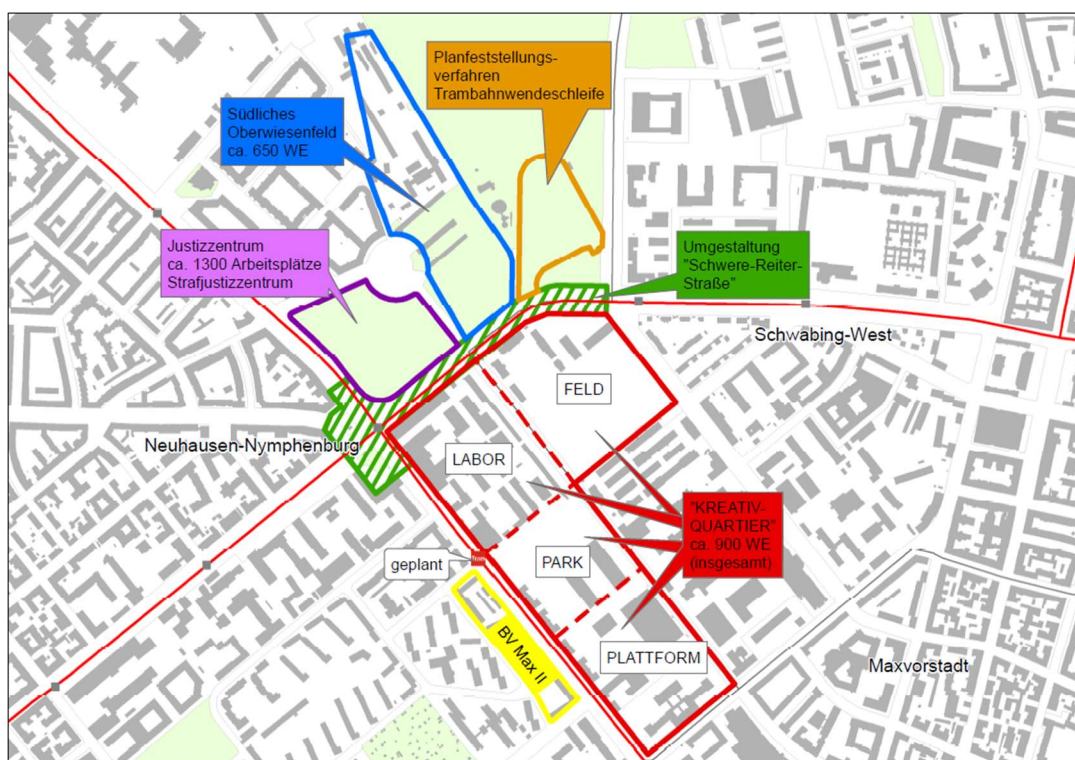 Planfeststellungs-
verfahren
Trambahnwendeschleife
Südliches
Oberwiesenfeld
ca. 650 WE
Justizzentrum
ca. 1300 Arbeitsplätze
Strafjustizzentrum
Umgestaltung
"Schwere-Reiter-
Straße"
Schwabing-West
FELD
Neuhausen-Nymphenburg
LABOR
"KREATIV-
QUARTIER"
ca. 900 WE
(insgesamt)
geplant
PARK
BV Max II
PLATTFORM
Maxvorstadt